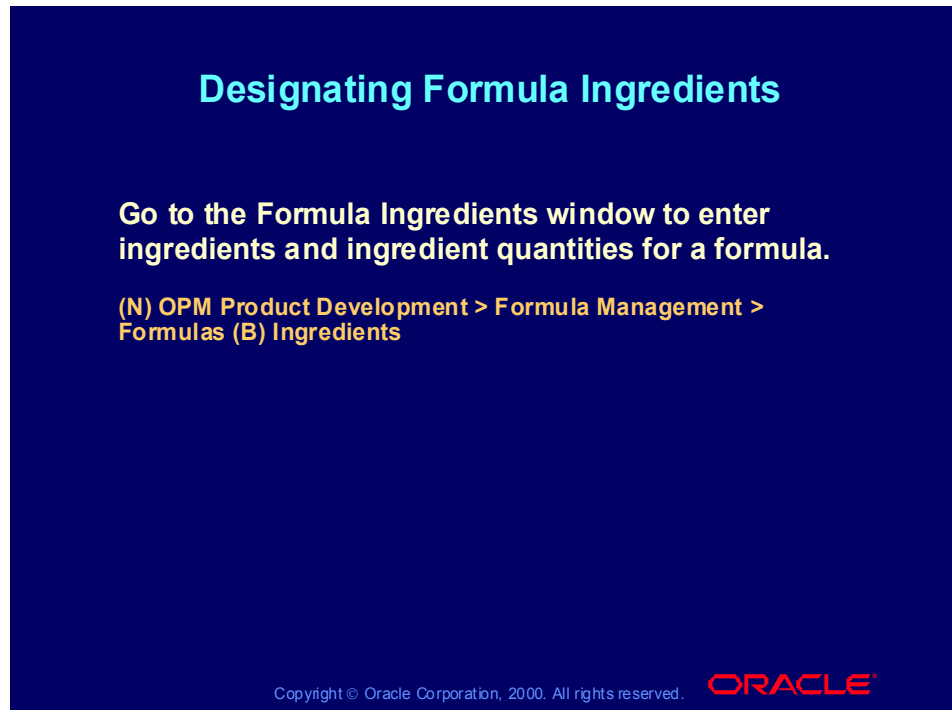 Designating Formula Ingredients
Go to the Formula Ingredients window to enter
ingredients and ingredient quantities for a formula.
(N) OPM Product Development > Formula Management >
Formulas (B) Ingredients
Copyright © Oracle Corporation, 2000. All rights reserved.
ORACLE®